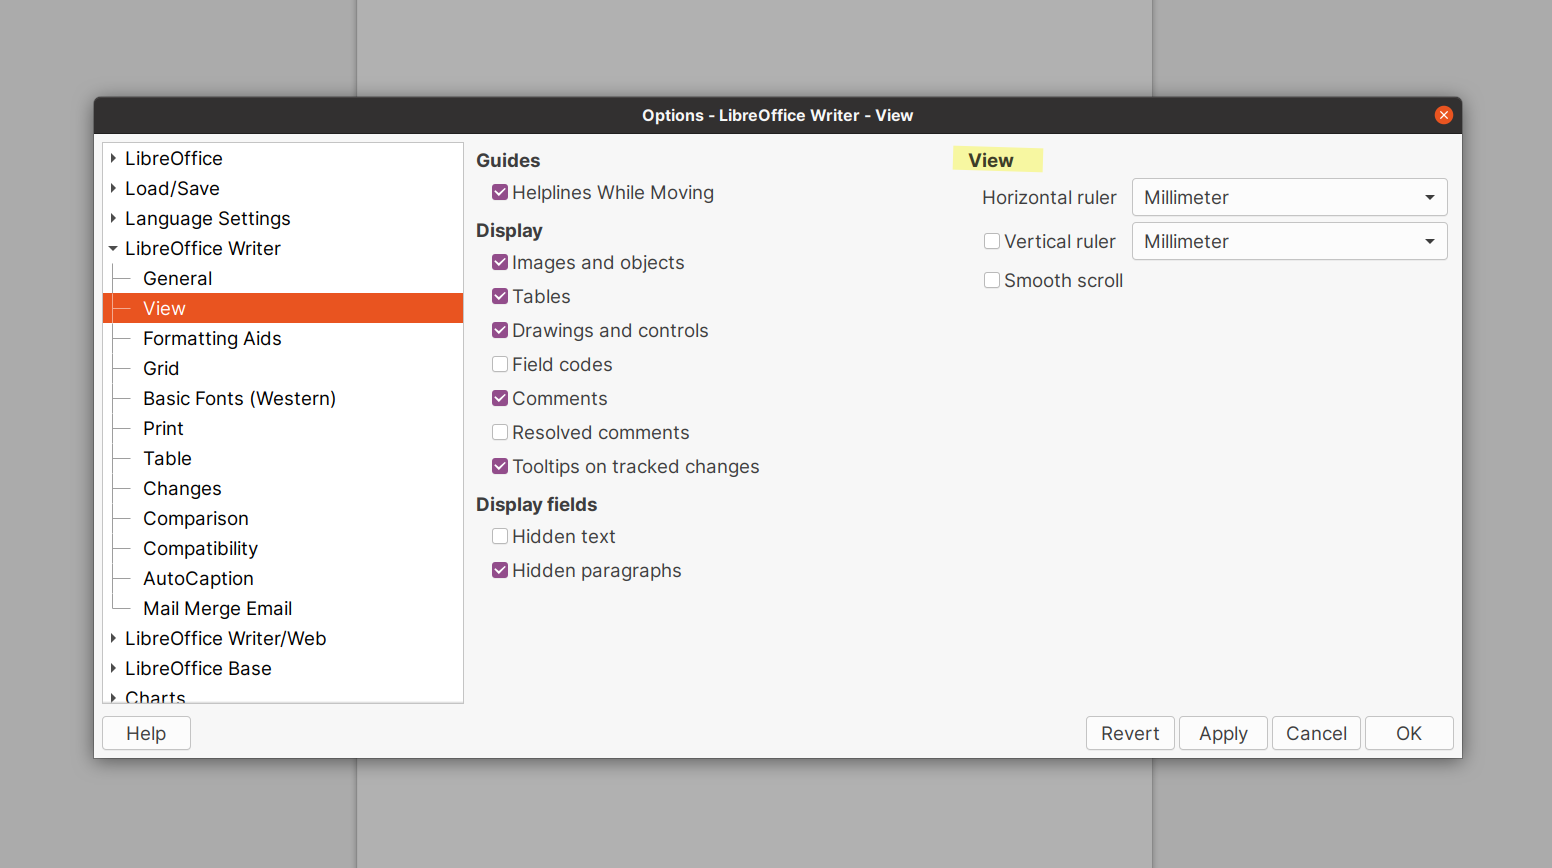 Options - LibreOffice Writer - View
LibreOffice
Load/Save
Language Settings
LibreOffice Writer
General
View
Formatting Aids
Grid
Basic Fonts (Western)
Print
Table
Changes
Comparison
Compatibility
AutoCaption
Mail Merge Email
LibreOffice Writer/Web
LibreOffice Base
Charts
Guides
Helplines While Moving
Display
Images and objects
Tables
Drawings and controls
Field codes
Comments
Resolved comments
Tooltips on tracked changes
Display fields
Hidden text
Hidden paragraphs
View
Horizontal ruler Millimeter
Vertical ruler Millimeter
Smooth scroll
Help Revert Apply Cancel OK